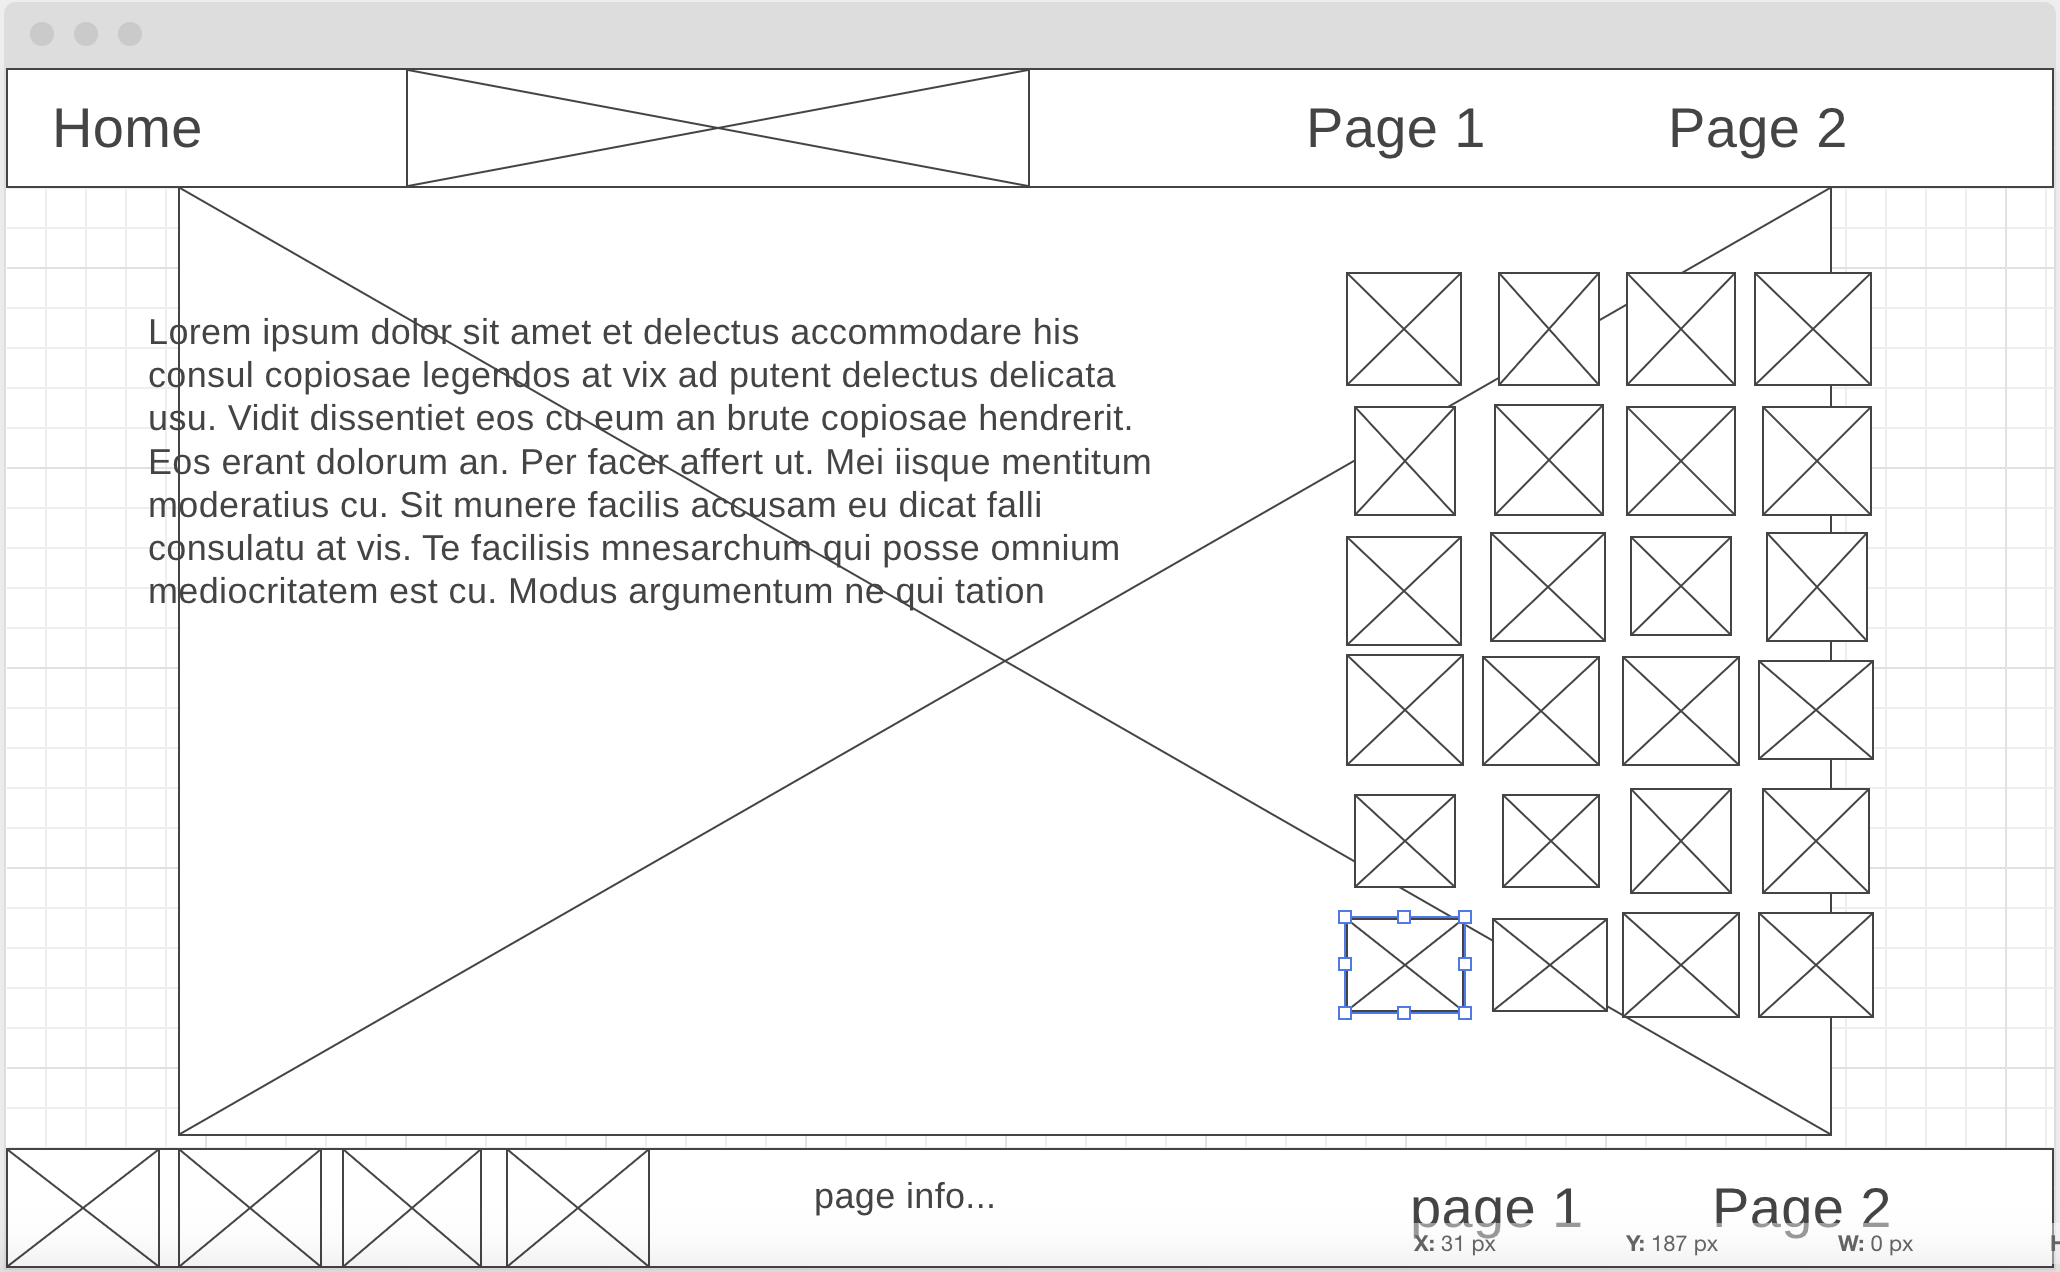 Home Page 1 Page 2
Lorem ipsum dolor sit amet et delectus accommodare his
consul copiosae legendos at vix ad putent delectus delicata
usu. Vidit dissentiet eos cu eum an brute copiosae hendrerit.
Eos erant dolorum an. Per facer affert ut. Mei iisque mentitum
moderatius cu. Sit munere facilis accusam eu dicat falli
consulatu at vis. Te facilisis mnesarchum qui posse omnium
mediocritatem est cu. Modus argumentum ne qui tation
page info... page 1 Page 2
X: 31 px Y: 187 px W: 0 px